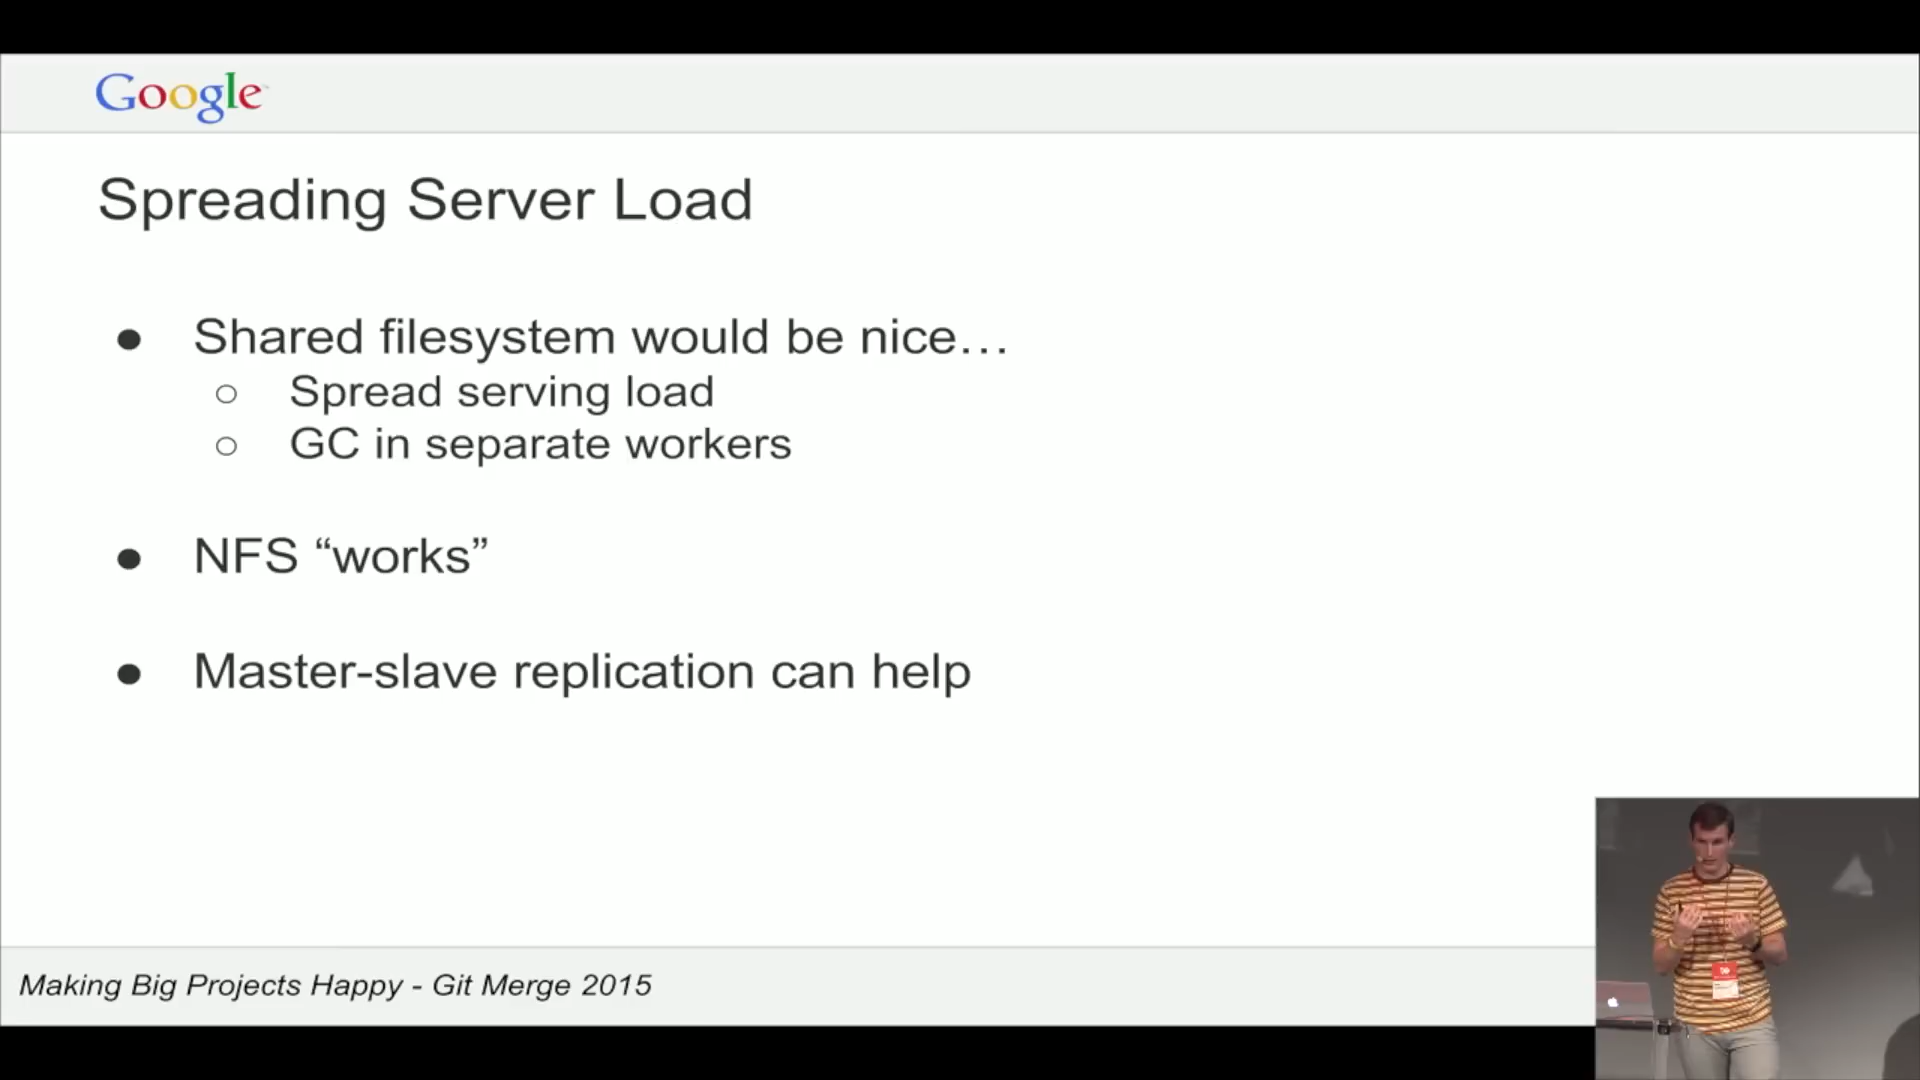 Google
Spreading Server Load
● Shared filesystem would be nice…
○ Spread serving load
○ GC in separate workers
● NFS “works”
● Master-slave replication can help
Making Big Projects Happy - Git Merge 2015